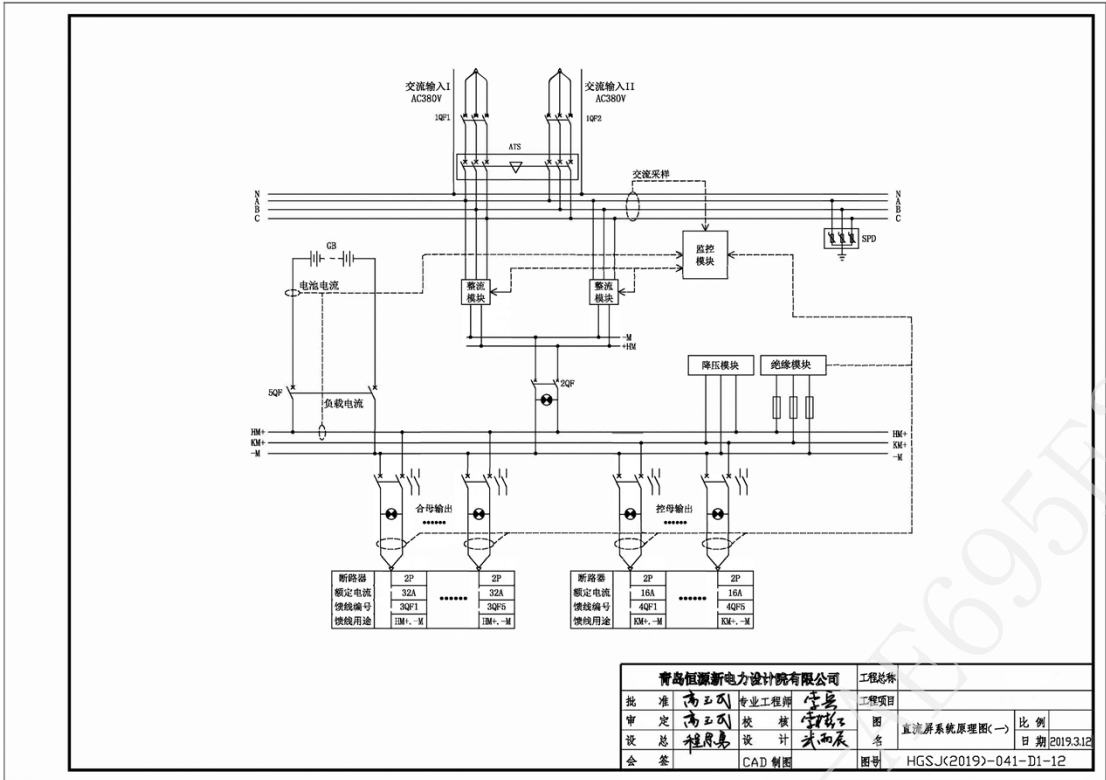 交流输入I
AC380V
交流输入II
AC380V
1QF1
1QF2
ATS
交流采样
N
A
B
C
N
A
B
C
SPD
GB
监控
模块
电池电流
整流
模块
整流
模块
-M
+HM
降压模块
绝缘模块
2QF
5QF
负载电流
HM+
KM+
-M
HM+
KM+
-M
合母输出
••••••
控母输出
••••••
断路器 2P •••••• 2P
额定电流 32A 32A
馈线编号 3QF1 3QF5
馈线用途 HM+.-M HM+.-M
断路器 2P •••••• 2P
额定电流 16A 16A
馈线编号 4QF1 4QF5
馈线用途 KM+.-M KM+.-M
青岛恒源新电力设计院有限公司 工程总称
批 准 高玉民 专业工程师 工程项目
审 定 高玉民 校 核 图 直流屏系统原理图(一) 比 例
设 总 设 计 名 日 期 2019.3.12
会 签 CAD 制图 图号 HGSJ(2019)-041-D1-12